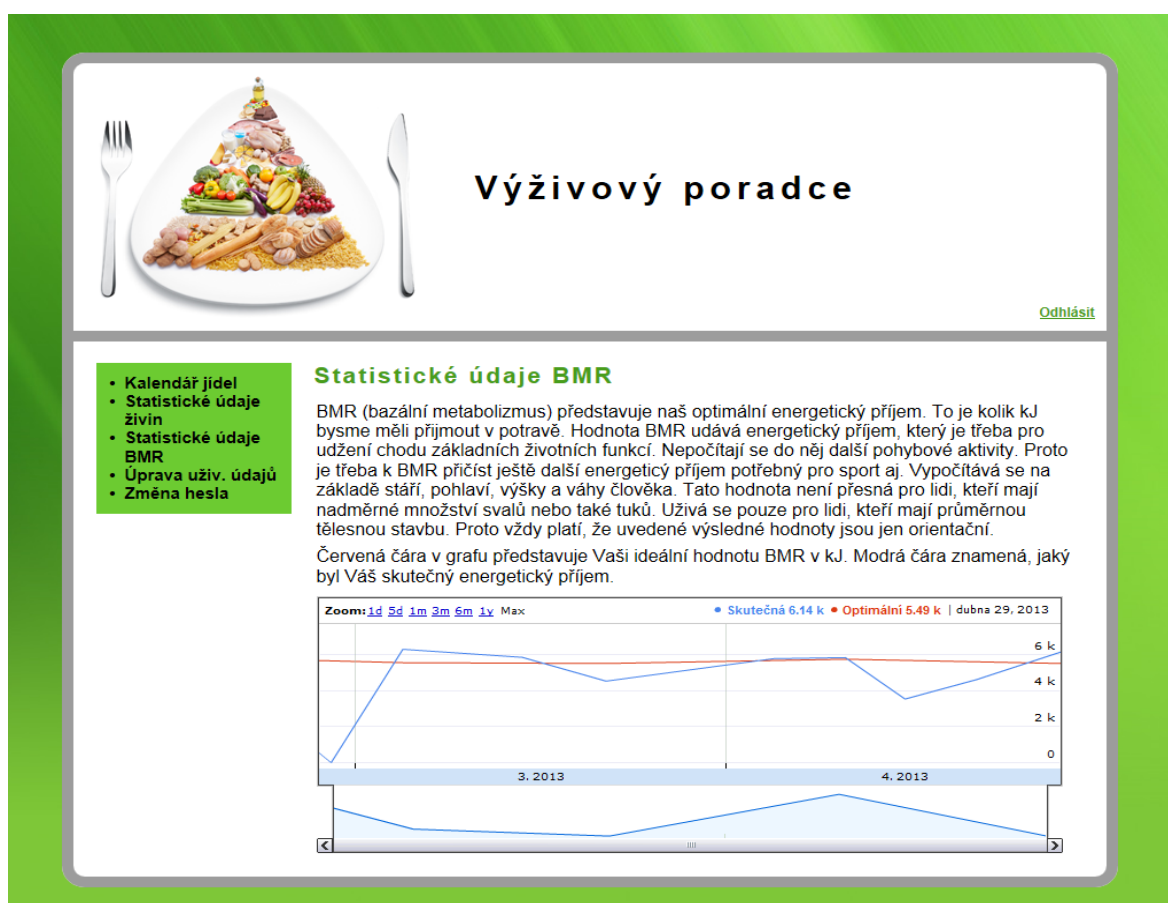 Výživový poradce
Odhlásit
• Kalendář jídel
• Statistické údaje
živin
• Statistické údaje
BMR
• Úprava uživ. údajů
• Změna hesla
Statistické údaje BMR
BMR (bazální metabolizmus) představuje naš optimální energetický příjem. To je kolik kJ
bysme měli přijmout v potravě. Hodnota BMR udává energetický příjem, který je třeba pro
udžení chodu základních životních funkcí. Nepočítají se do něj další pohybové aktivity. Proto
je třeba k BMR přičíst ještě další energeticý příjem potřebný pro sport aj. Vypočítává se na
základě stáří, pohlaví, výšky a váhy člověka. Tato hodnota není přesná pro lidi, kteří mají
nadměrné množství svalů nebo také tuků. Uživá se pouze pro lidi, kteří mají průměrnou
tělesnou stavbu. Proto vždy platí, že uvedené výsledné hodnoty jsou jen orientační.
Červená čára v grafu představuje Vaši ideální hodnotu BMR v kJ. Modrá čára znamená, jaký
byl Váš skutečný energetický příjem.
Zoom: 1d 5d 1m 3m 6m 1y Max ● Skutečná 6.14 k ● Optimální 5.49 k | dubna 29, 2013
6 k
4 k
2 k
0
3. 2013 4. 2013